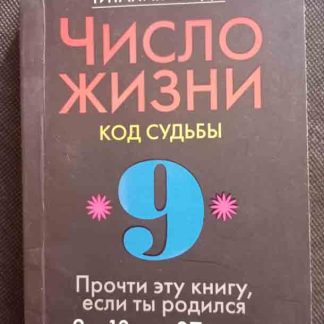 ЧИСЛО
ЖИЗНИ
КОД СУДЬБЫ
*9*
Прочти эту книгу,
если ты родился